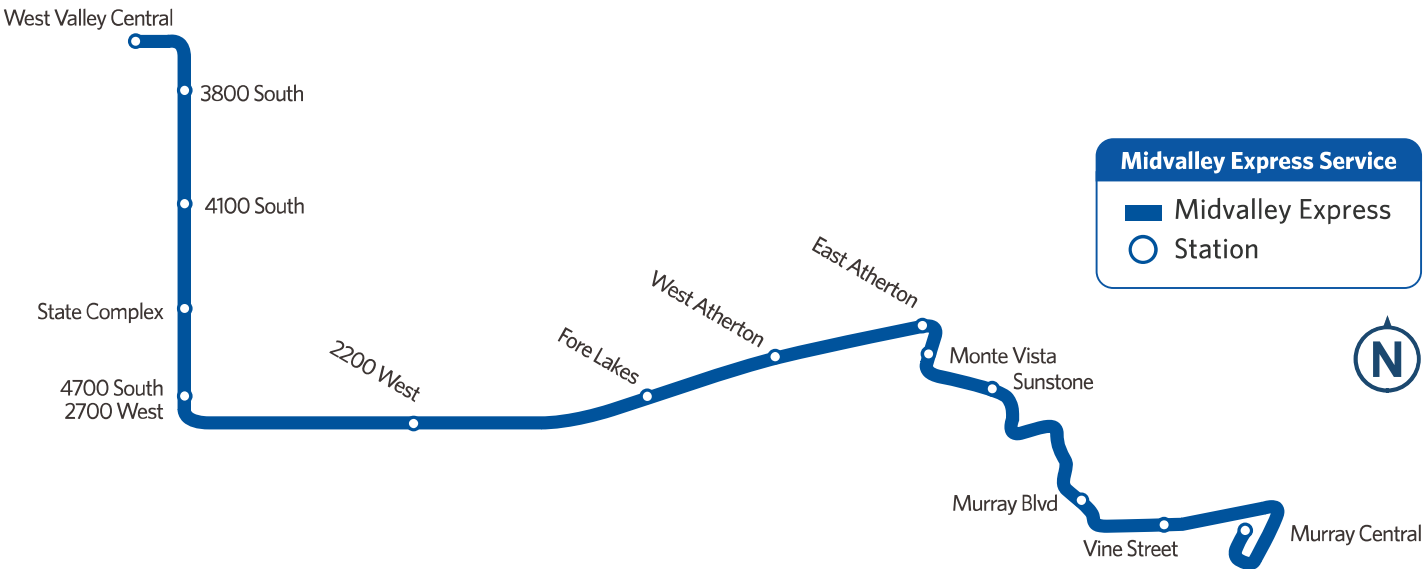 West Valley Central
3800 South
4100 South
State Complex
4700 South
2700 West
2200 West
Fore Lakes
West Atherton
East Atherton
Monte Vista
Sunstone
Murray Blvd
Vine Street
Murray Central
Midvalley Express Service
Midvalley Express
Station
N